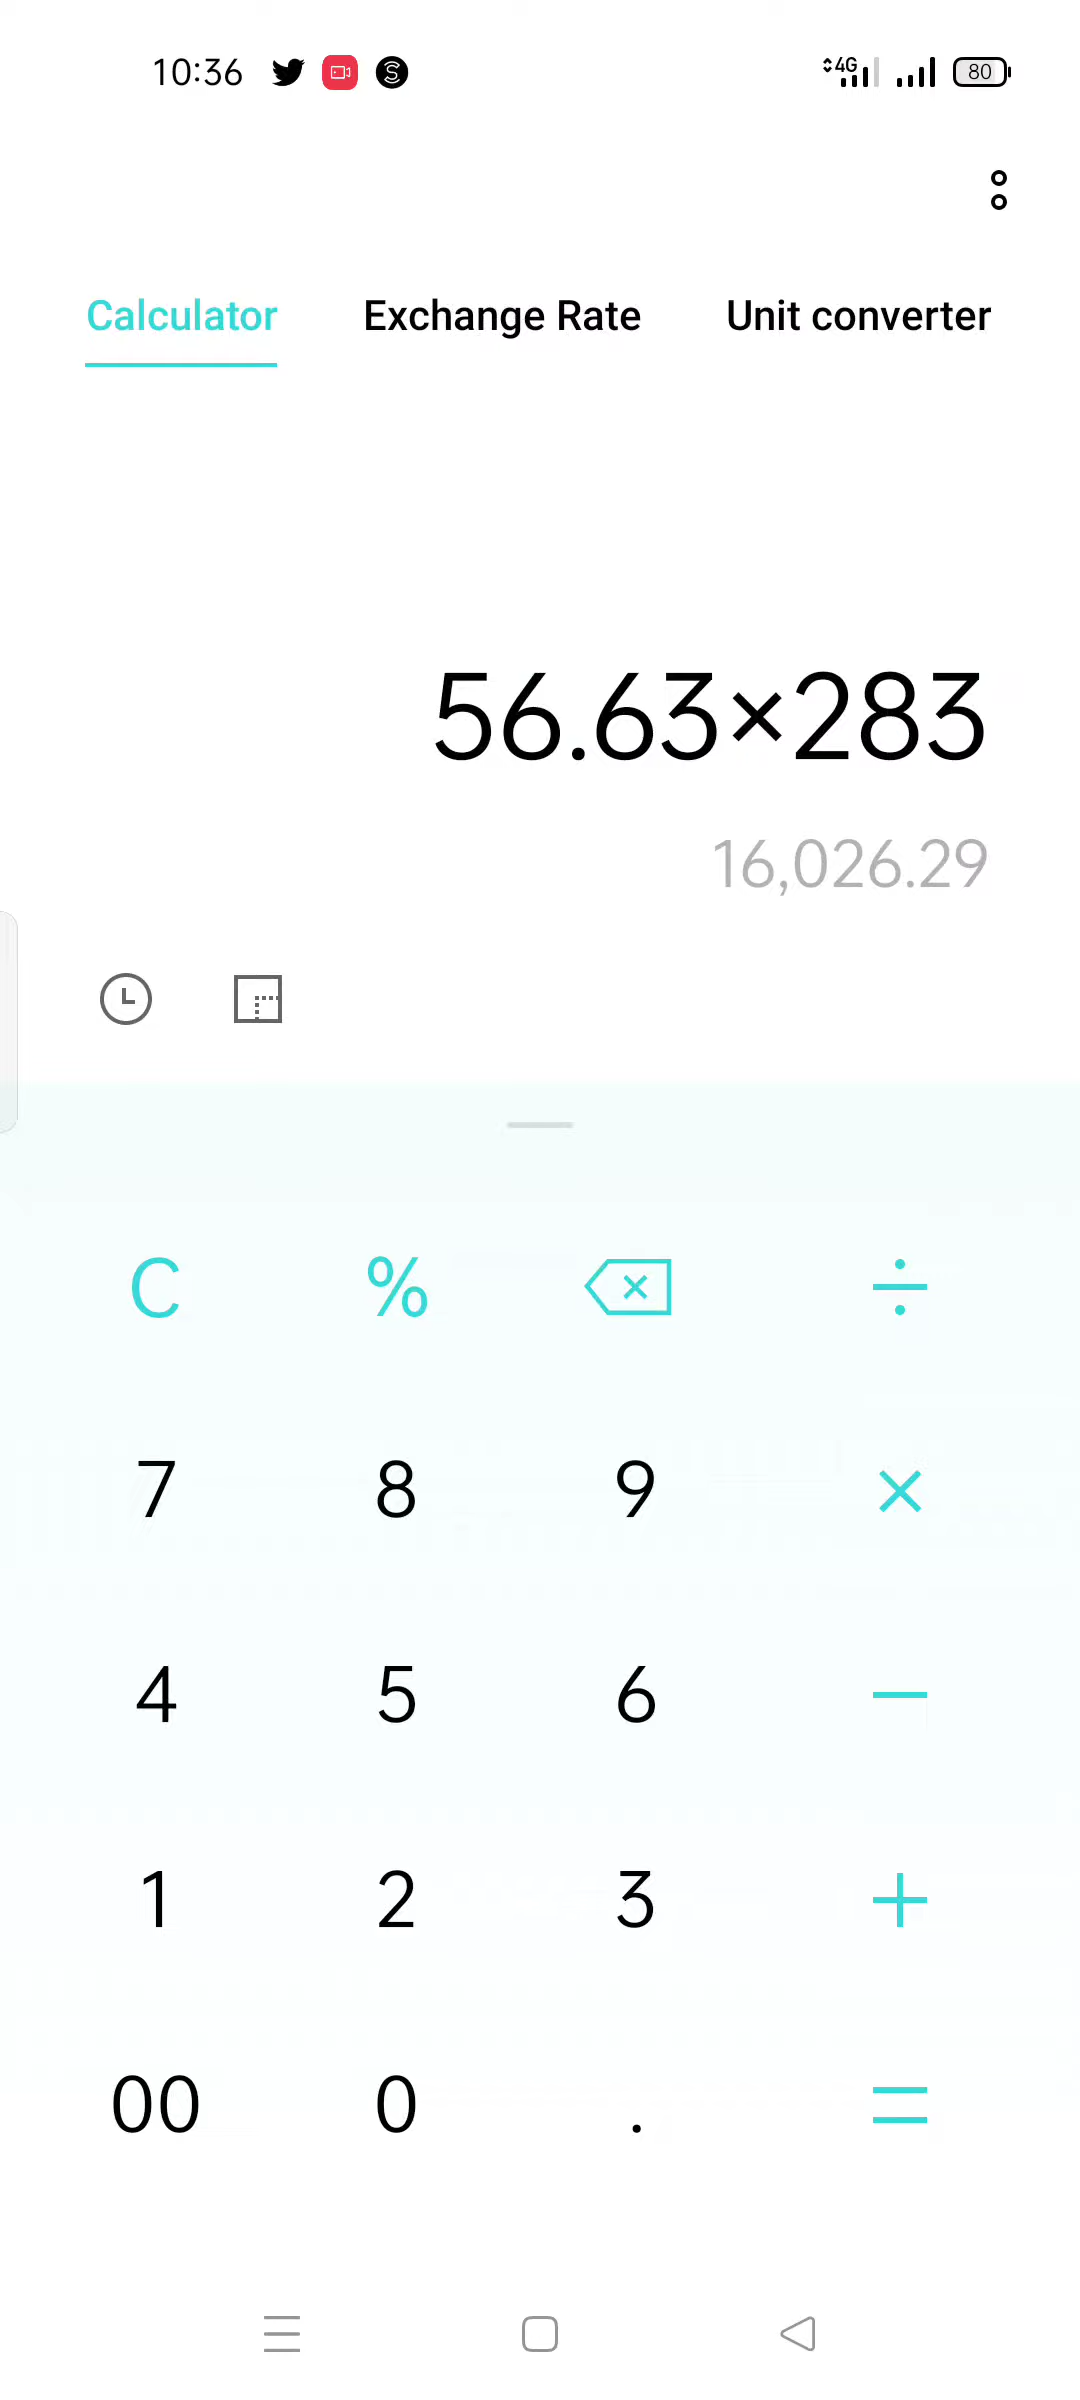 10:36 4G 80
Calculator Exchange Rate Unit converter
56.63×283
16,026.29
C % ÷
7 8 9 ×
4 5 6 −
1 2 3 +
00 0 . =